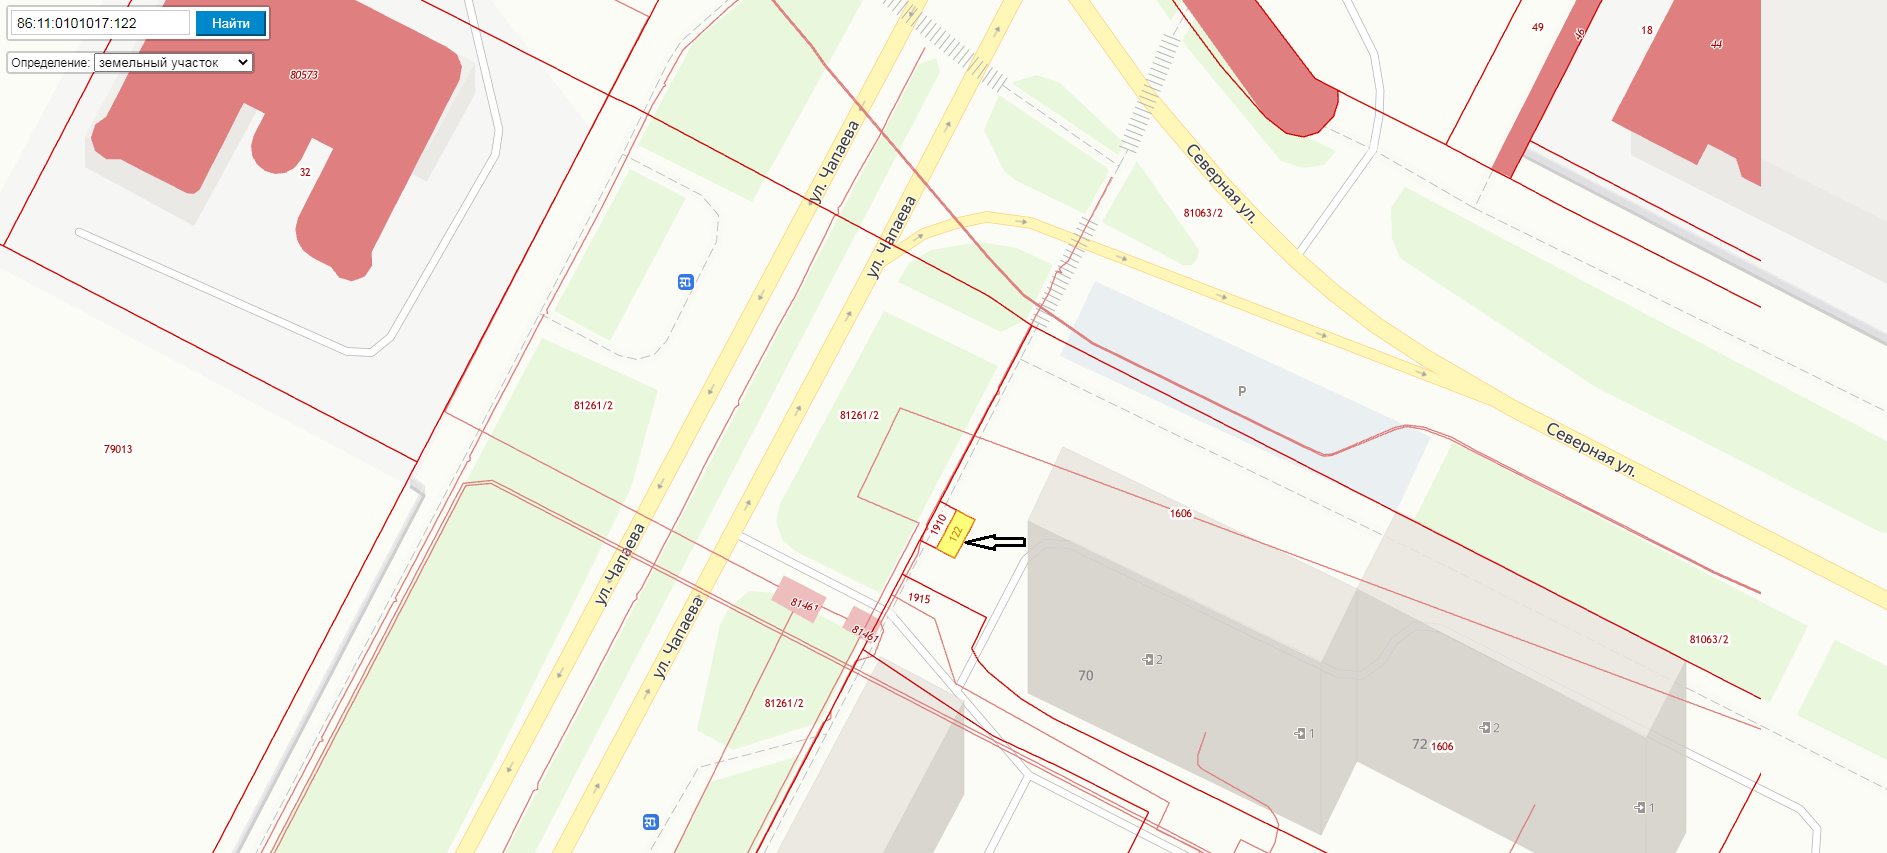 86:11:0101017:122
Найти
Определение:
земельный участок
80573
32
49
46
18
44
ул. Чапаева
ул. Чапаева
Северная ул.
81063/2
81261/2
81261/2
P
79013
Северная ул.
1910
122
1606
ул. Чапаева
ул. Чапаева
81461
81461
1915
81063/2
70
2
1
72
1606
2
1
81261/2